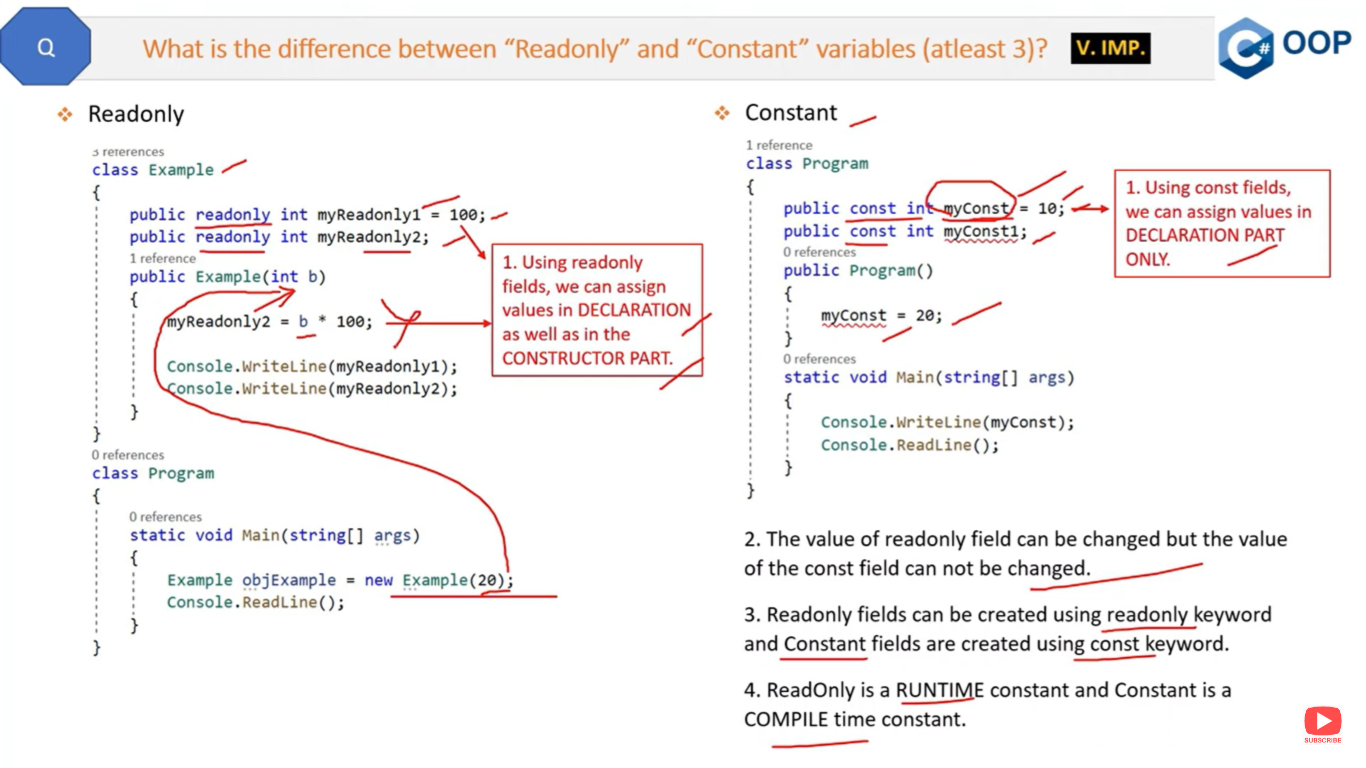 Q
What is the difference between “Readonly” and “Constant” variables (atleast 3)?
V. IMP.
C# OOP
❖ Readonly
3 references
class Example
{
public readonly int myReadonly1 = 100;
public readonly int myReadonly2;
1 reference
public Example(int b)
{
myReadonly2 = b * 100;
Console.WriteLine(myReadonly1);
Console.WriteLine(myReadonly2);
}
}
0 references
class Program
{
0 references
static void Main(string[] args)
{
Example objExample = new Example(20);
Console.ReadLine();
}
}
1. Using readonly
fields, we can assign
values in DECLARATION
as well as in the
CONSTRUCTOR PART.
❖ Constant
1 reference
class Program
{
public const int myConst = 10;
public const int myConst1;
0 references
public Program()
{
myConst = 20;
}
0 references
static void Main(string[] args)
{
Console.WriteLine(myConst);
Console.ReadLine();
}
}
1. Using const fields,
we can assign values in
DECLARATION PART
ONLY.
2. The value of readonly field can be changed but the value
of the const field can not be changed.
3. Readonly fields can be created using readonly keyword
and Constant fields are created using const keyword.
4. ReadOnly is a RUNTIME constant and Constant is a
COMPILE time constant.
SUBSCRIBE